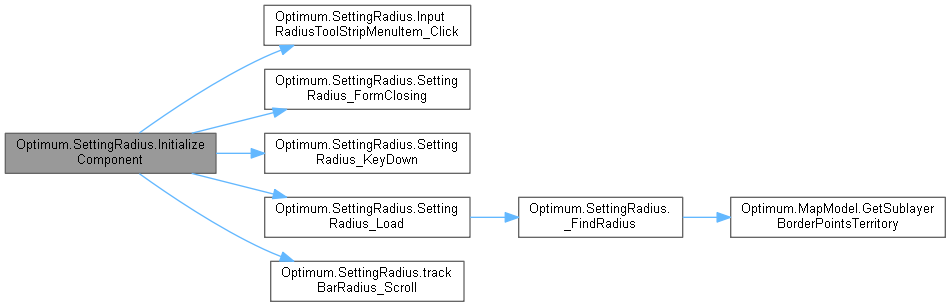 Optimum.SettingRadius.Input
RadiusToolStripMenuItem_Click
Optimum.SettingRadius.Setting
Radius_FormClosing
Optimum.SettingRadius.Initialize
Component
Optimum.SettingRadius.Setting
Radius_KeyDown
Optimum.SettingRadius.Setting
Radius_Load
Optimum.SettingRadius.
_FindRadius
Optimum.MapModel.GetSublayer
BorderPointsTerritory
Optimum.SettingRadius.track
BarRadius_Scroll